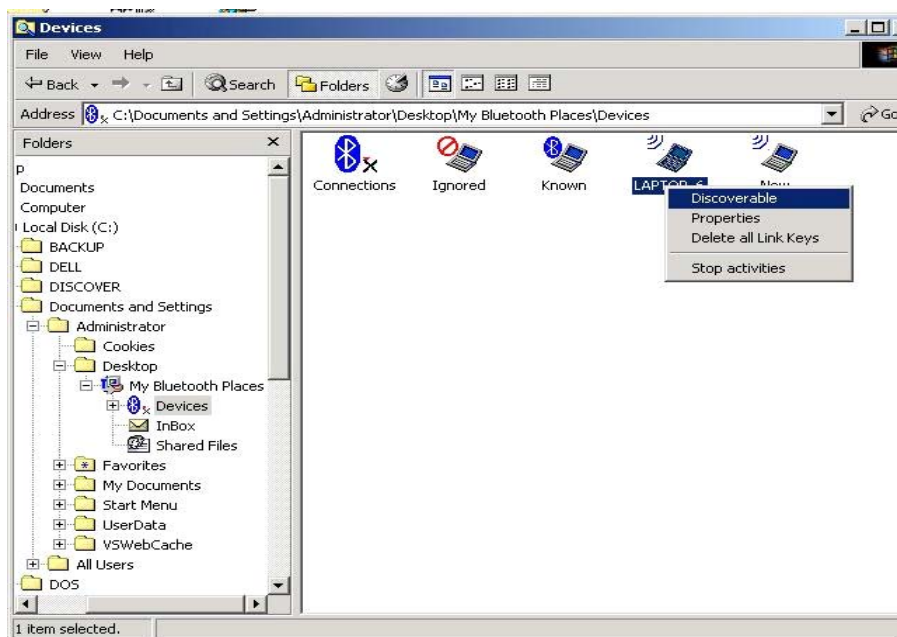 Devices
File View Help
Back Search Folders
Address C:\Documents and Settings\Administrator\Desktop\My Bluetooth Places\Devices Go
Folders
p
Documents
Computer
Local Disk (C:)
BACKUP
DELL
DISCOVER
Documents and Settings
Administrator
Cookies
Desktop
My Bluetooth Places
Devices
InBox
Shared Files
Favorites
My Documents
Start Menu
UserData
VSWebCache
All Users
DOS
Connections Ignored Known
Discoverable
Properties
Delete all Link Keys
Stop activities
1 item selected.